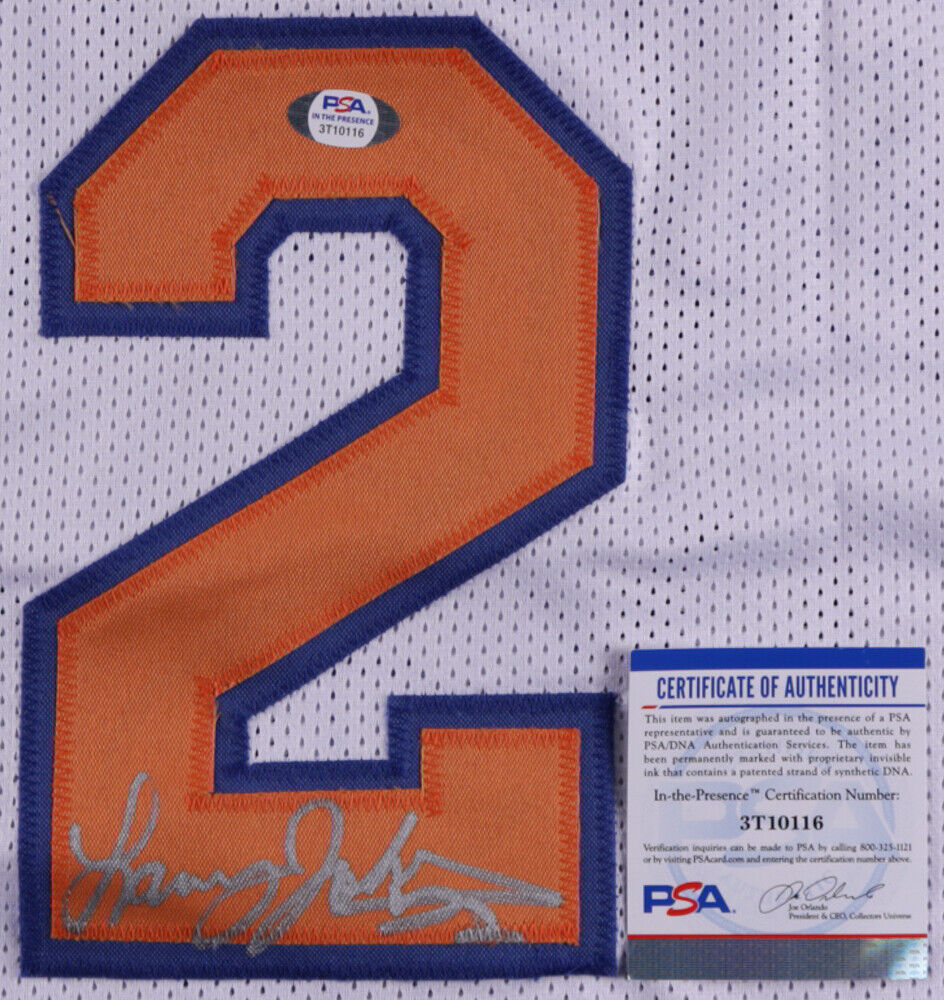 2
PSA
IN THE PRESENCE
3T10116
Larry Johnson
CERTIFICATE OF AUTHENTICITY
This item was autographed in the presence of a PSA
representative and is guaranteed to be authentic by
PSA/DNA Authentication Services. The item has
been permanently marked with proprietary invisible
ink that contains a patented strand of synthetic DNA.
In-the-Presence™ Certification Number:
3T10116
Verification inquiries can be made to PSA by calling 800-325-1121
or by visiting PSAcard.com and entering the certification number above.
PSA
Joe Orlando
President & CEO, Collectors Universe